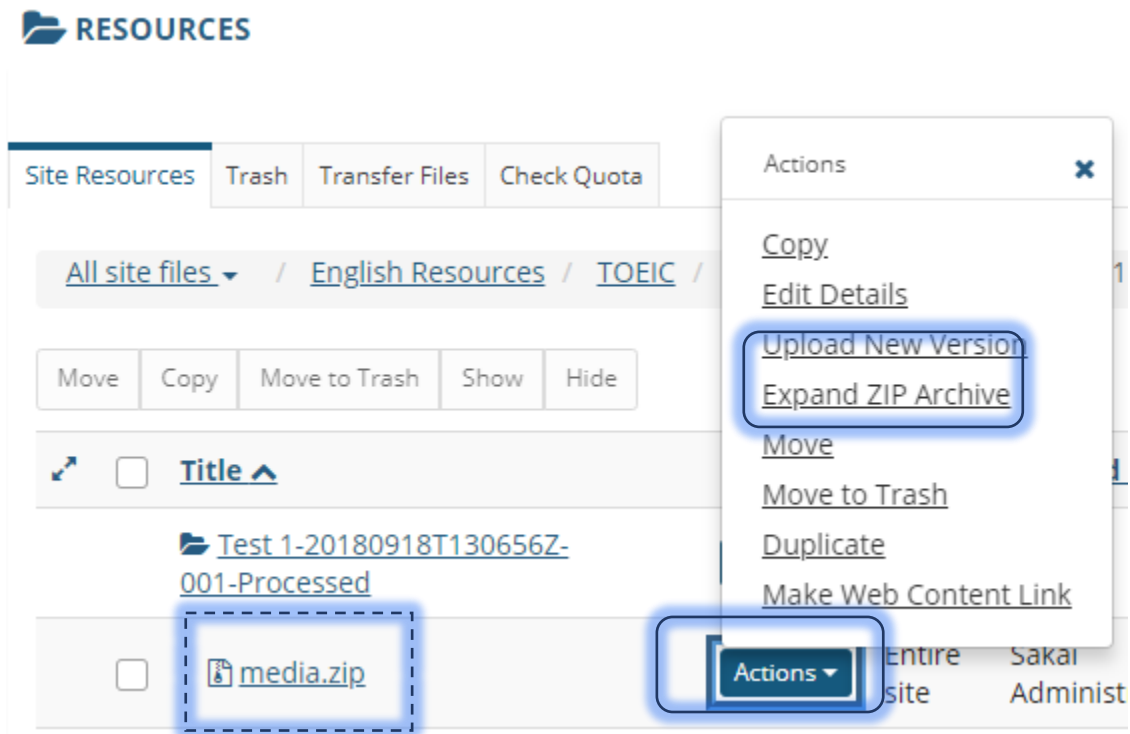 RESOURCES
Site Resources Trash Transfer Files Check Quota
All site files / English Resources / TOEIC /
Move Copy Move to Trash Show Hide
Title
Test 1-20180918T130656Z-
001-Processed
media.zip
Actions
Entire
site
Sakai
Actions
Copy
Edit Details
Upload New Version
Expand ZIP Archive
Move
Move to Trash
Duplicate
Make Web Content Link